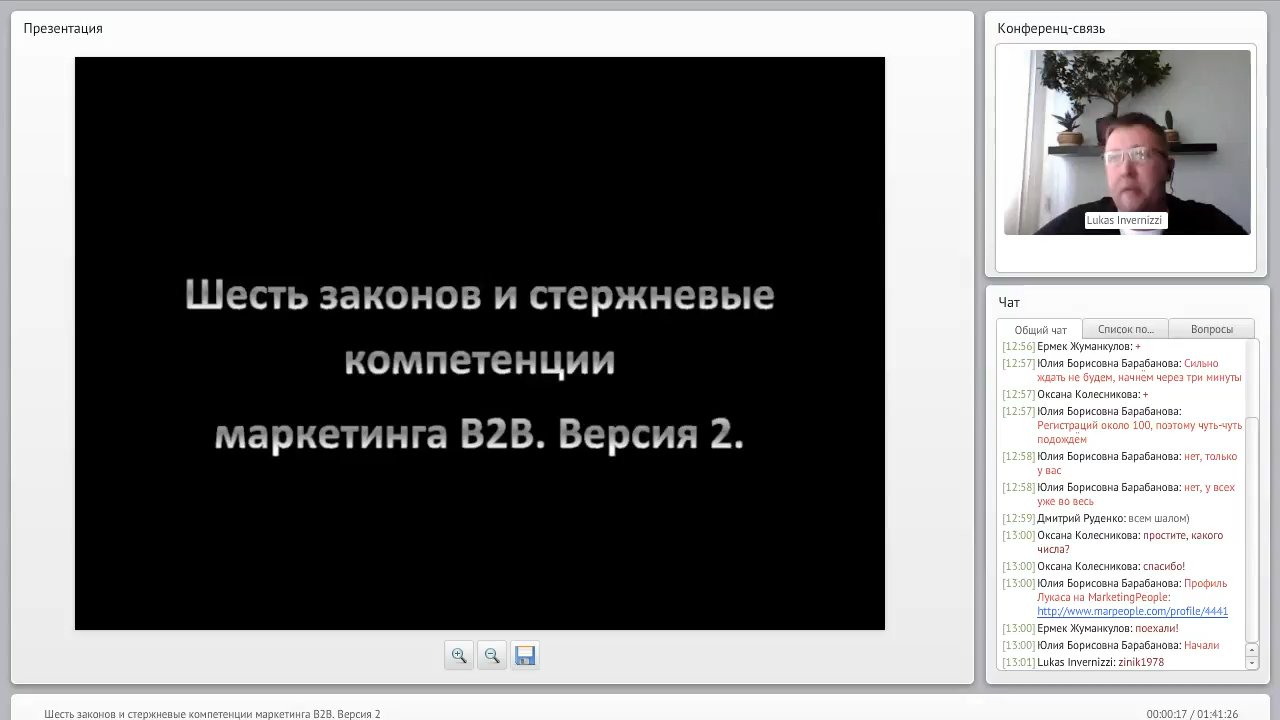 Презентация
Шесть законов и стержневые
компетенции
маркетинга B2B. Версия 2.
Конференц-связь
Lukas Invernizzi
Чат
Общий чат
Список по...
Вопросы
[12:56] Ермек Жуманкулов: +
[12:57] Юлия Борисовна Барабанова: Сильно
ждать не будем, начнём через три минуты
[12:57] Оксана Колесникова: +
[12:57] Юлия Борисовна Барабанова:
Регистраций около 100, поэтому чуть-чуть
подождём
[12:58] Юлия Борисовна Барабанова: нет, только
у вас
[12:58] Юлия Борисовна Барабанова: нет, у всех
уже во весь
[12:59] Дмитрий Руденко: всем шалом)
[13:00] Оксана Колесникова: простите, какого
числа?
[13:00] Оксана Колесникова: спасибо!
[13:00] Юлия Борисовна Барабанова: Профиль
Лукаса на MarketingPeople:
http://www.marpeople.com/profile/4441
[13:00] Ермек Жуманкулов: поехали!
[13:00] Юлия Борисовна Барабанова: Начали
[13:01] Lukas Invernizzi: zinik1978
Шесть законов и стержневые компетенции маркетинга B2B. Версия 2
00:00:17 / 01:41:26